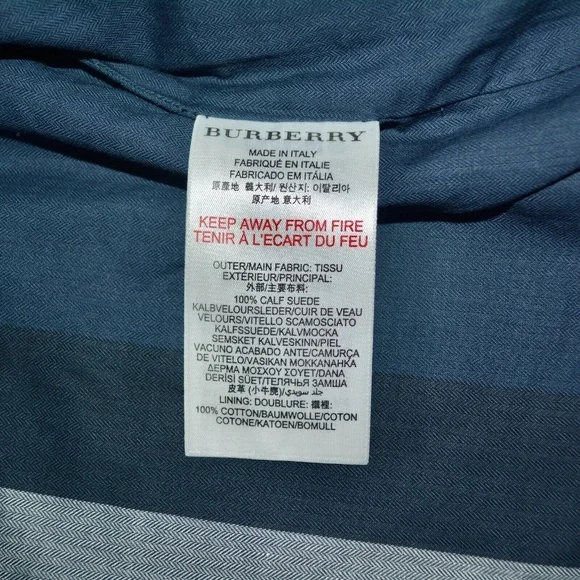 BURBERRY
MADE IN ITALY
FABRIQUÉ EN ITALIE
FABRICADO EM ITÁLIA
原產地 義大利/ 원산지: 이탈리아
原产地 意大利
KEEP AWAY FROM FIRE
TENIR À L'ECART DU FEU
OUTER/MAIN FABRIC: TISSU
EXTÉRIEUR/PRINCIPAL:
外部/主要布料:
100% CALF SUEDE
KALBVELOURSLEDER/CUIR DE VEAU
VELOURS/VITELLO SCAMOSCIATO
KALFSSUEDE/KALVMOCKA
SEMSKET KALVESKINN/PIEL
VACUNO ACABADO ANTE/CAMURÇA
DE VITELO/VASIKAN MOKKANAHKA
ΔΕΡΜΑ ΜΟΣΧΟΥ ΣΟΥΕΤ/DANA
DERİSİ SÜET/ТЕЛЯЧЬЯ ЗАМША
皮革 (小牛麂)/جلد سويدي
LINING: DOUBLURE: 襯裡:
100% COTTON/BAUMWOLLE/COTON
COTONE/KATOEN/BOMULL